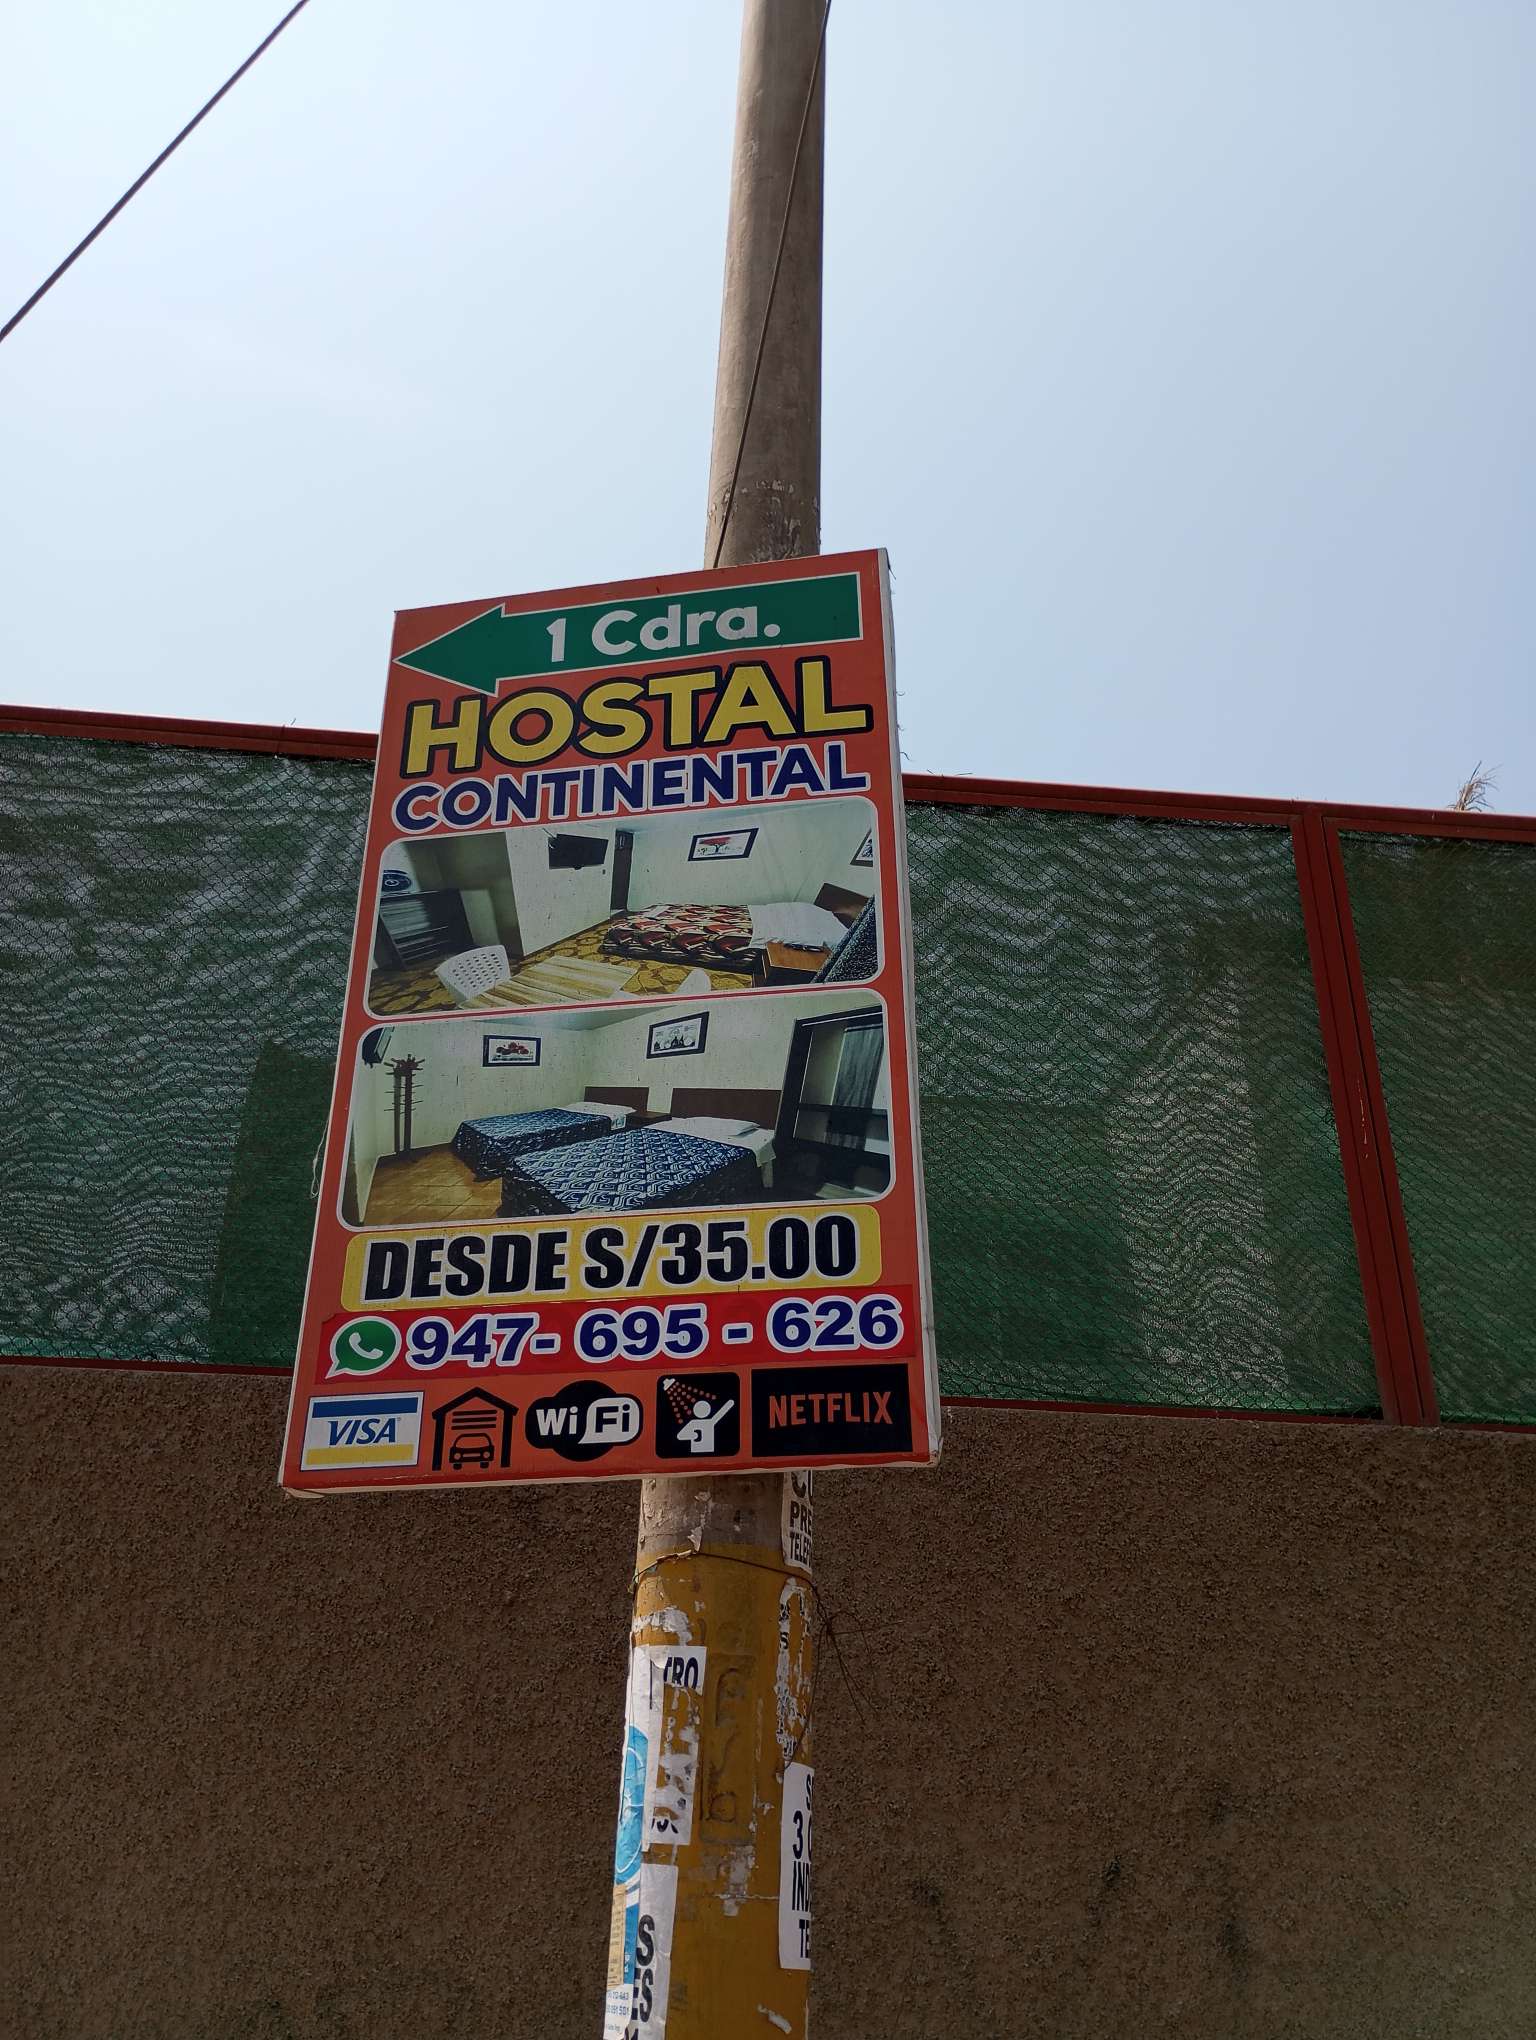 1 Cdra.
HOSTAL
CONTINENTAL
DESDE S/35.00
947- 695 - 626
VISA
WiFi
NETFLIX